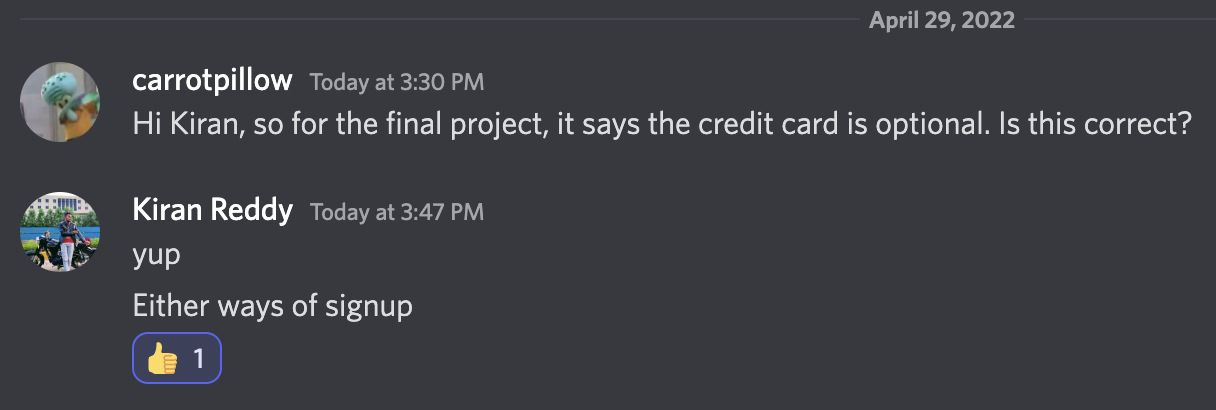 April 29, 2022
carrotpillow Today at 3:30 PM
Hi Kiran, so for the final project, it says the credit card is optional. Is this correct?
Kiran Reddy Today at 3:47 PM
yup
Either ways of signup
👍 1